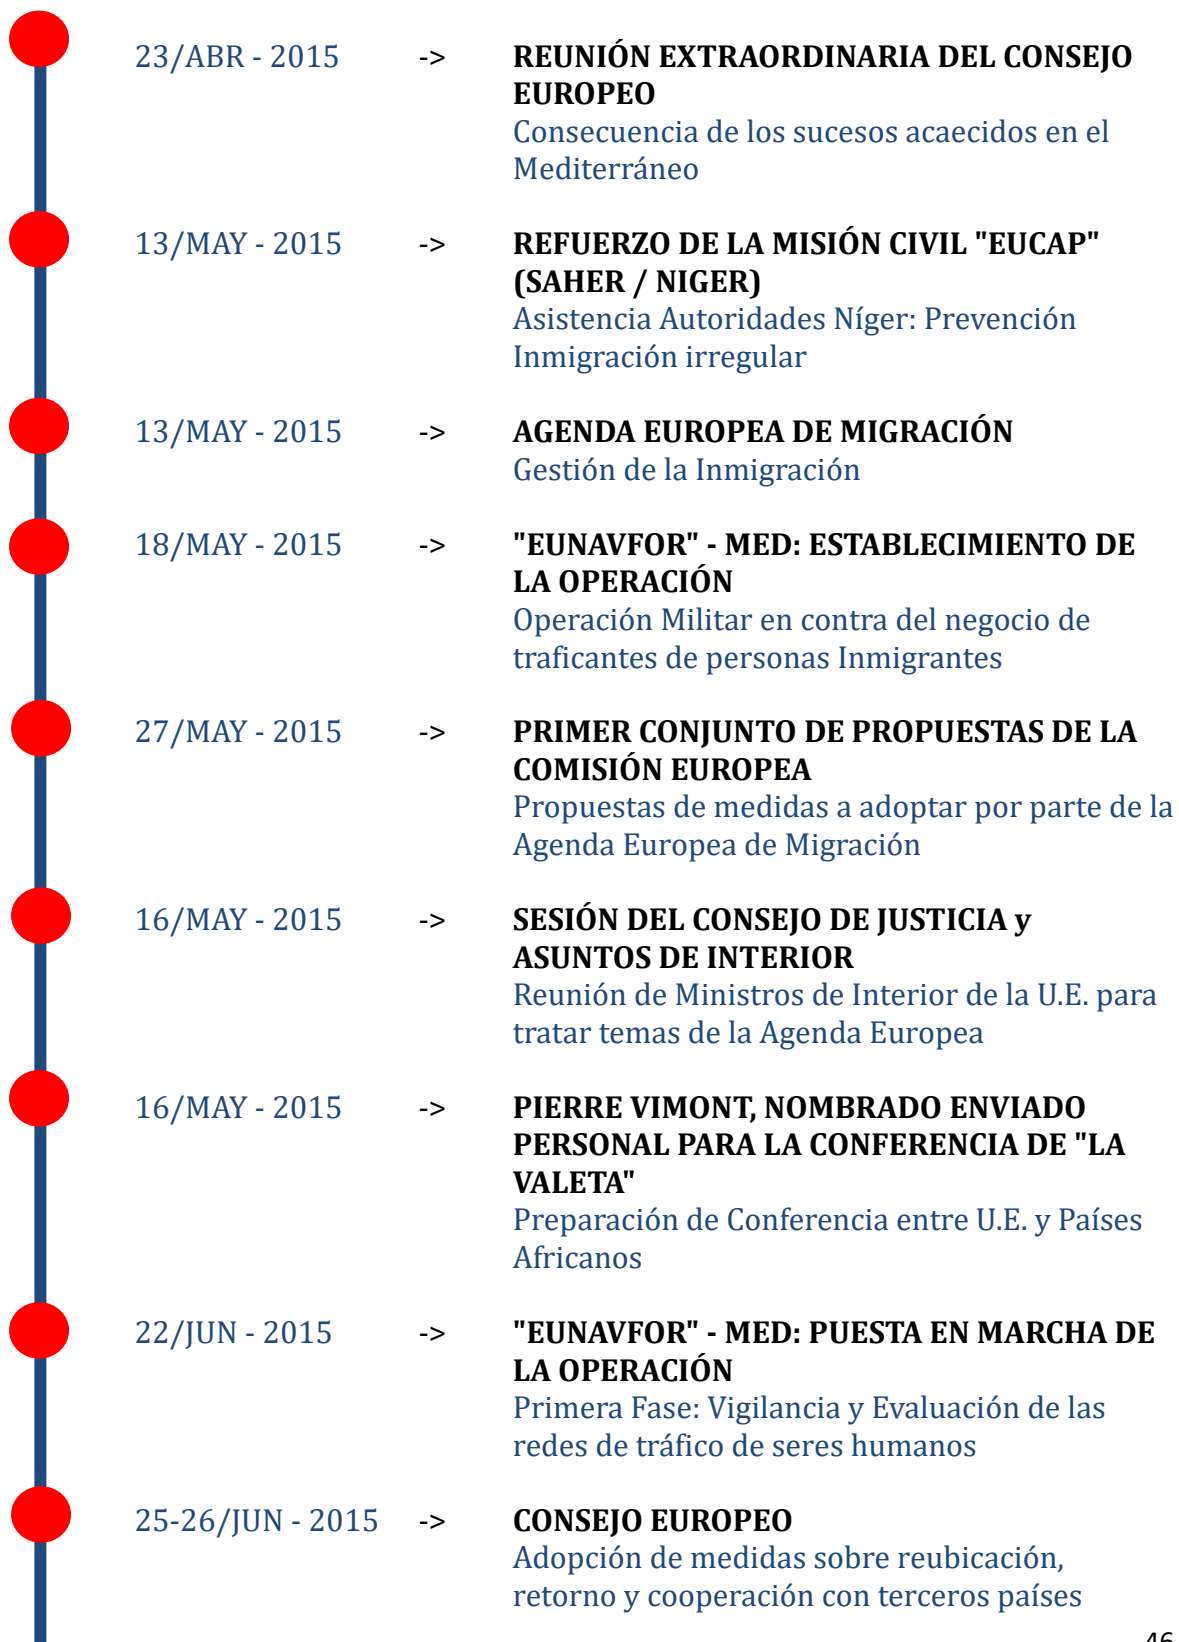 23/ABR - 2015 -> REUNIÓN EXTRAORDINARIA DEL CONSEJO
EUROPEO
Consecuencia de los sucesos acaecidos en el
Mediterráneo
13/MAY - 2015 -> REFUERZO DE LA MISIÓN CIVIL "EUCAP"
(SAHER / NIGER)
Asistencia Autoridades Níger: Prevención
Inmigración irregular
13/MAY - 2015 -> AGENDA EUROPEA DE MIGRACIÓN
Gestión de la Inmigración
18/MAY - 2015 -> "EUNAVFOR" - MED: ESTABLECIMIENTO DE
LA OPERACIÓN
Operación Militar en contra del negocio de
traficantes de personas Inmigrantes
27/MAY - 2015 -> PRIMER CONJUNTO DE PROPUESTAS DE LA
COMISIÓN EUROPEA
Propuestas de medidas a adoptar por parte de la
Agenda Europea de Migración
16/MAY - 2015 -> SESIÓN DEL CONSEJO DE JUSTICIA y
ASUNTOS DE INTERIOR
Reunión de Ministros de Interior de la U.E. para
tratar temas de la Agenda Europea
16/MAY - 2015 -> PIERRE VIMONT, NOMBRADO ENVIADO
PERSONAL PARA LA CONFERENCIA DE "LA
VALETA"
Preparación de Conferencia entre U.E. y Países
Africanos
22/JUN - 2015 -> "EUNAVFOR" - MED: PUESTA EN MARCHA DE
LA OPERACIÓN
Primera Fase: Vigilancia y Evaluación de las
redes de tráfico de seres humanos
25-26/JUN - 2015 -> CONSEJO EUROPEO
Adopción de medidas sobre reubicación,
retorno y cooperación con terceros países
46